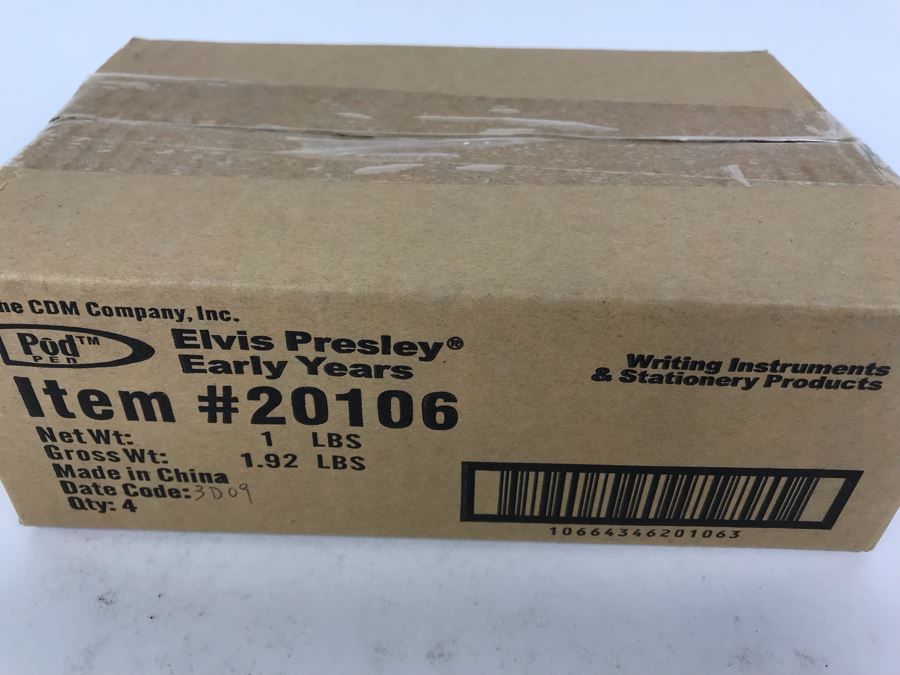 he CDM Company, Inc.
Pōd™
PEn
Elvis Presley®
Early Years
Item #20106
Net Wt: 1 LBS
Gross Wt: 1.92 LBS
Made in China
Date Code: 3D09
Qty: 4
Writing Instruments
& Stationery Products
10664346201063